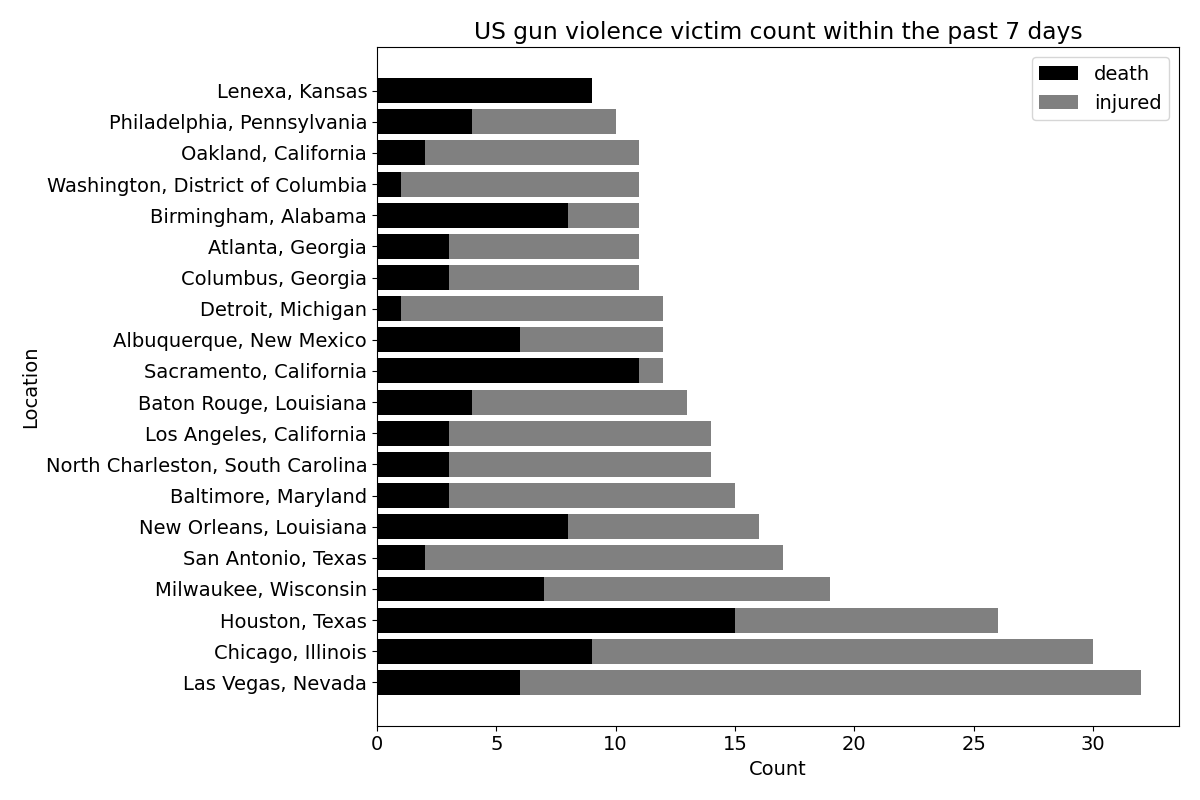 US gun violence victim count within the past 7 days
death
injured
Lenexa, Kansas
Philadelphia, Pennsylvania
Oakland, California
Washington, District of Columbia
Birmingham, Alabama
Atlanta, Georgia
Columbus, Georgia
Detroit, Michigan
Albuquerque, New Mexico
Sacramento, California
Baton Rouge, Louisiana
Los Angeles, California
North Charleston, South Carolina
Baltimore, Maryland
New Orleans, Louisiana
San Antonio, Texas
Milwaukee, Wisconsin
Houston, Texas
Chicago, Illinois
Las Vegas, Nevada
Location
0 5 10 15 20 25 30
Count